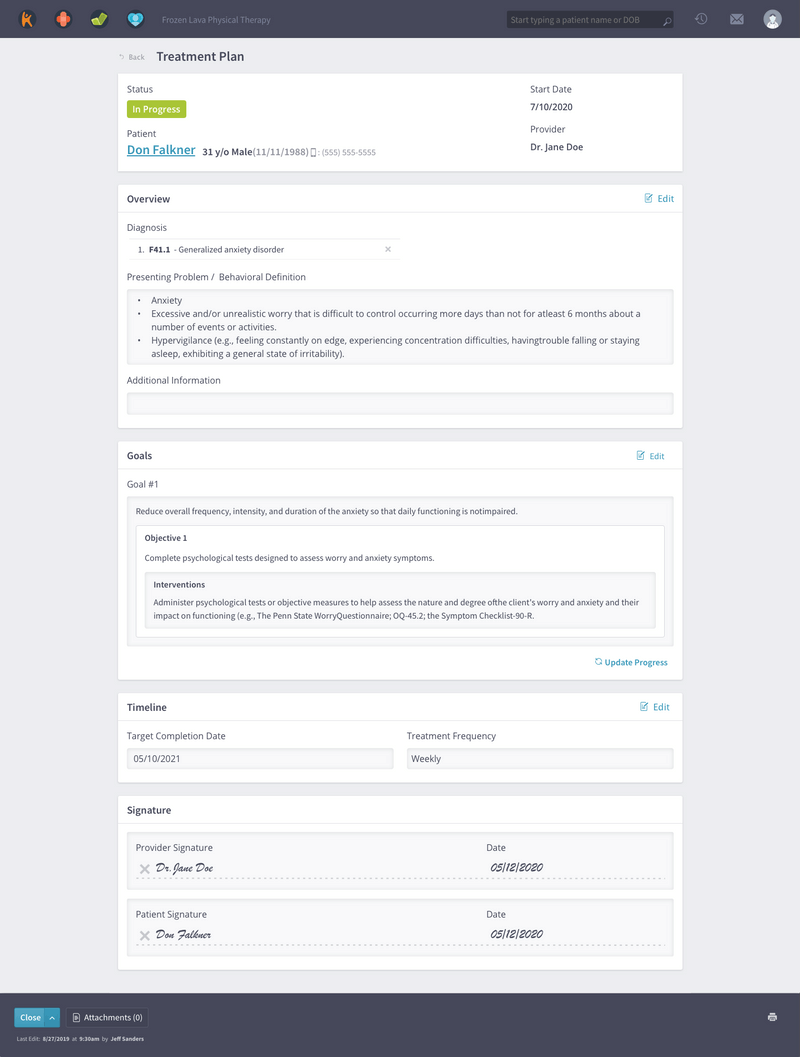 Frozen Lava Physical Therapy
Start typing a patient name or DOB
Back Treatment Plan
Status
Start Date
In Progress
7/10/2020
Patient
Provider
Don Falkner 31 y/o Male(11/11/1988) : (555) 555-5555
Dr. Jane Doe
Overview
Edit
Diagnosis
1. F41.1 - Generalized anxiety disorder
Presenting Problem / Behavioral Definition
• Anxiety
• Excessive and/or unrealistic worry that is difficult to control occurring more days than not for atleast 6 months about a
number of events or activities.
• Hypervigilance (e.g., feeling constantly on edge, experiencing concentration difficulties, havingtrouble falling or staying
asleep, exhibiting a general state of irritability).
Additional Information
Goals
Edit
Goal #1
Reduce overall frequency, intensity, and duration of the anxiety so that daily functioning is notimpaired.
Objective 1
Complete psychological tests designed to assess worry and anxiety symptoms.
Interventions
Administer psychological tests or objective measures to help assess the nature and degree ofthe client's worry and anxiety and their
impact on functioning (e.g., The Penn State WorryQuestionnaire; OQ-45.2; the Symptom Checklist-90-R.
Update Progress
Timeline
Edit
Target Completion Date
Treatment Frequency
05/10/2021
Weekly
Signature
Provider Signature
Date
Dr. Jane Doe
05/12/2020
Patient Signature
Date
Don Falkner
05/12/2020
Close
Attachments (0)
Last Edit: 8/27/2019 at 9:30am by Jeff Sanders